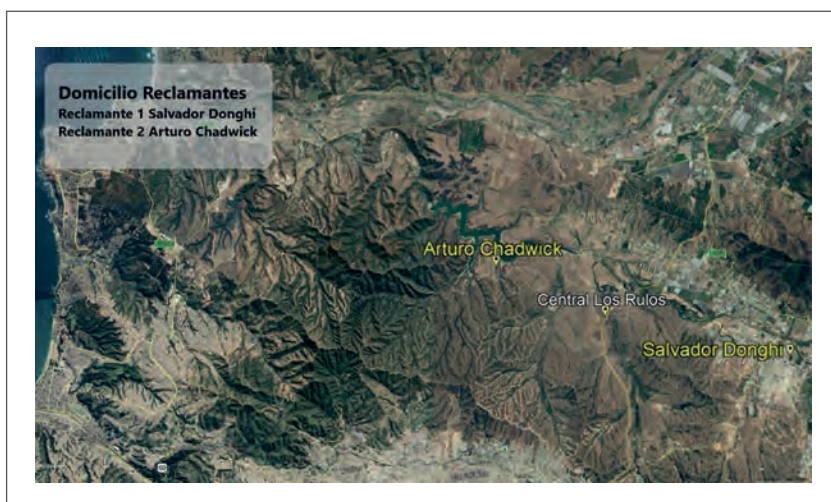 Domicilio Reclamantes
Reclamante 1 Salvador Donghi
Reclamante 2 Arturo Chadwick
Arturo Chadwick
Central Los Rulos
Salvador Donghi